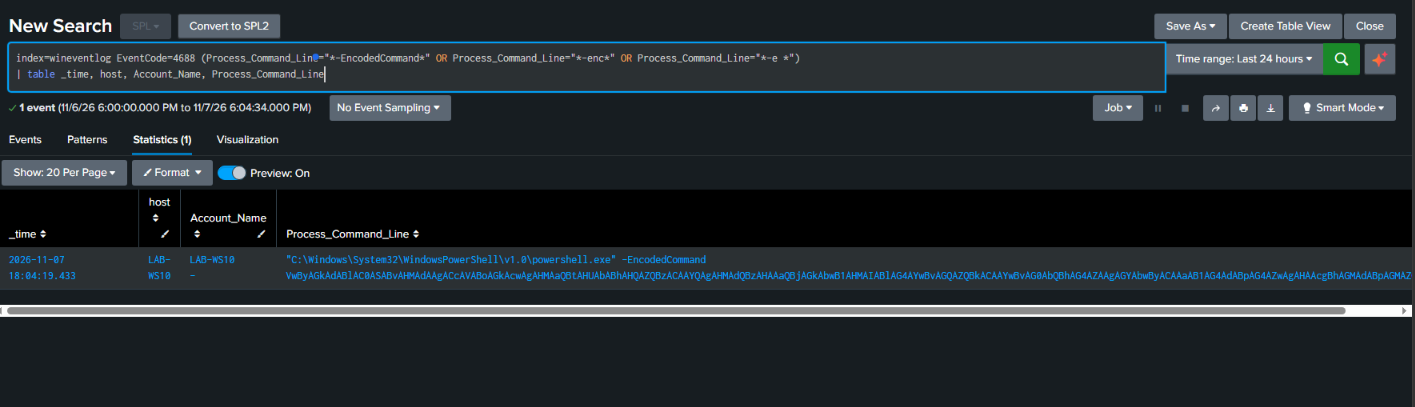 New Search
SPL
Convert to SPL2
Save As
Create Table View
Close
index=wineventlog EventCode=4688 (Process_Command_Line="*-EncodedCommand*" OR Process_Command_Line="*-enc*" OR Process_Command_Line="*-e *")
| table _time, host, Account_Name, Process_Command_Line
Time range: Last 24 hours
1 event (11/6/26 6:00:00.000 PM to 11/7/26 6:04:34.000 PM)
No Event Sampling
Job
Smart Mode
Events
Patterns
Statistics (1)
Visualization
Show: 20 Per Page
Format
Preview: On
_time
host
Account_Name
Process_Command_Line
2026-11-07
18:04:19.433
LAB-
WS10
LAB-WS10
-
"C:\Windows\System32\WindowsPowerShell\v1.0\powershell.exe" -EncodedCommand